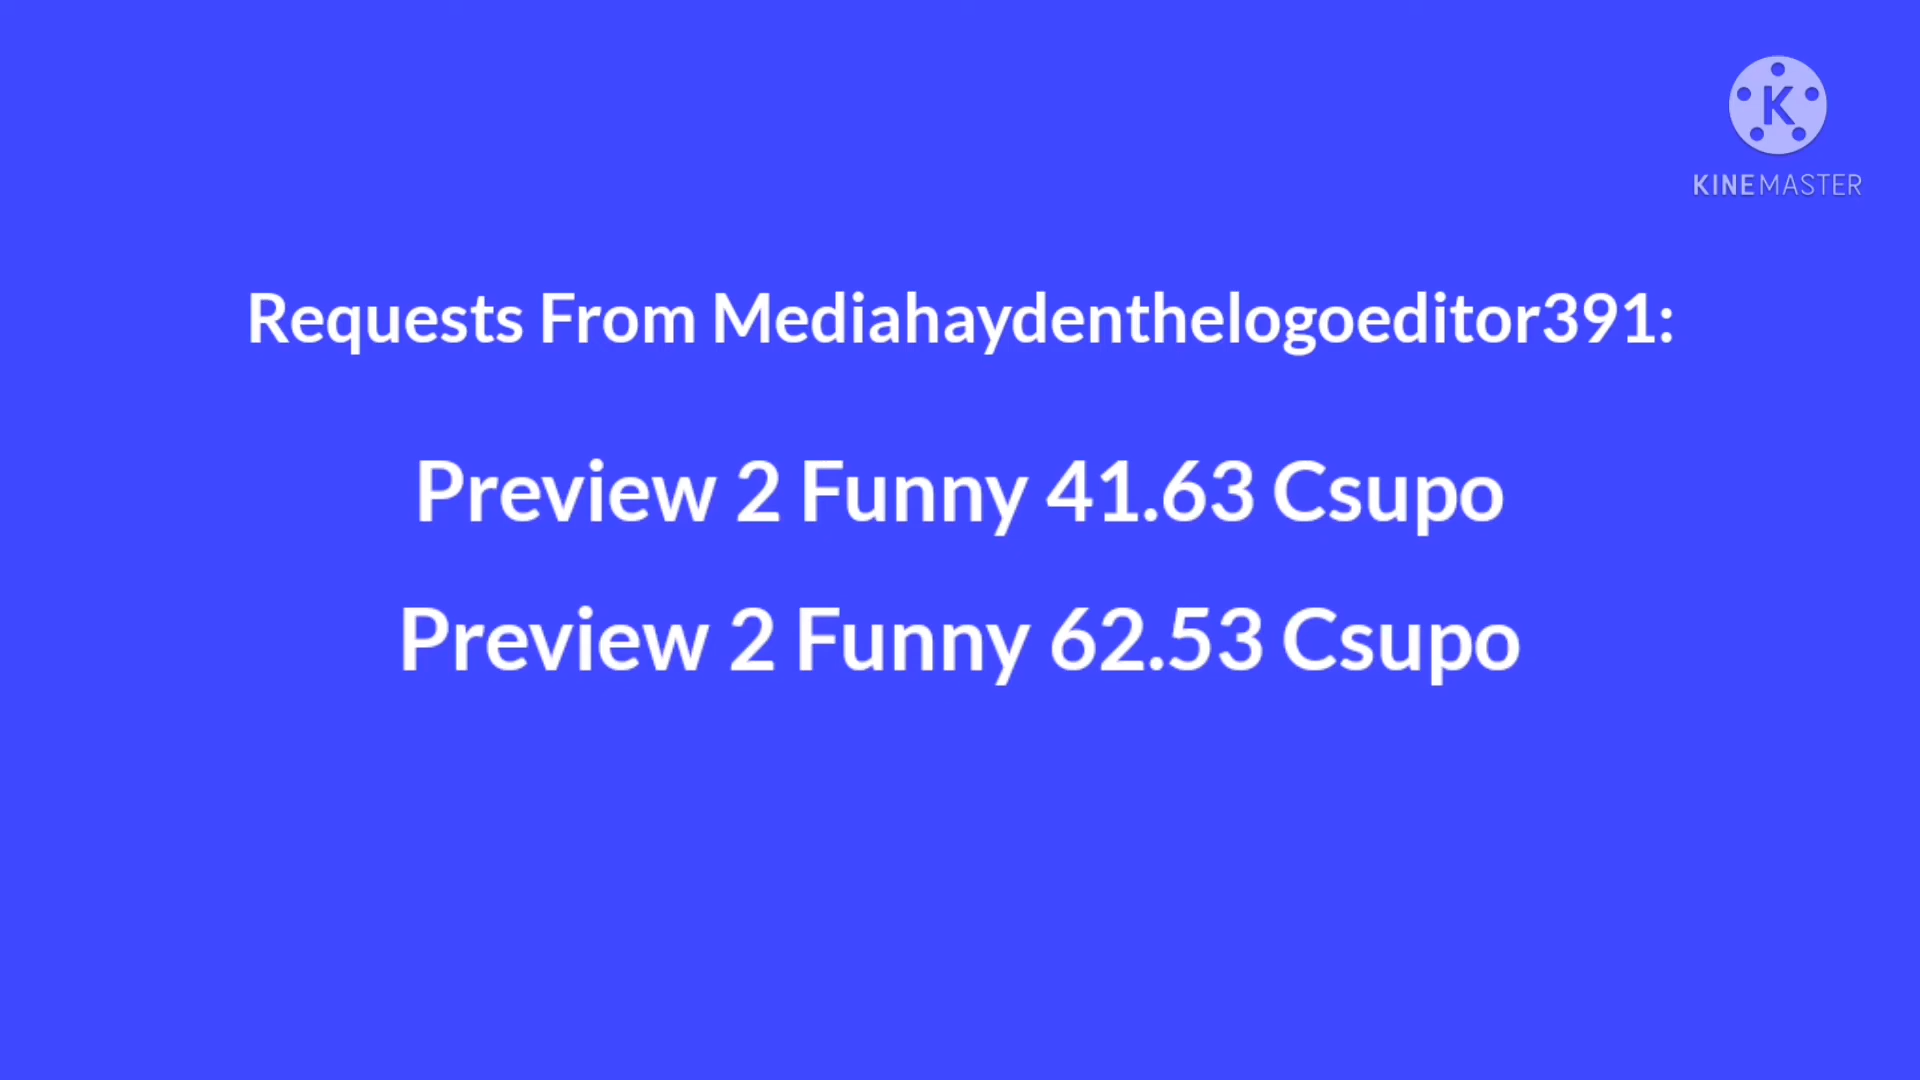 K
KINEMASTER
Requests From Mediahaydenthelogoeditor391:
Preview 2 Funny 41.63 Csupo
Preview 2 Funny 62.53 Csupo